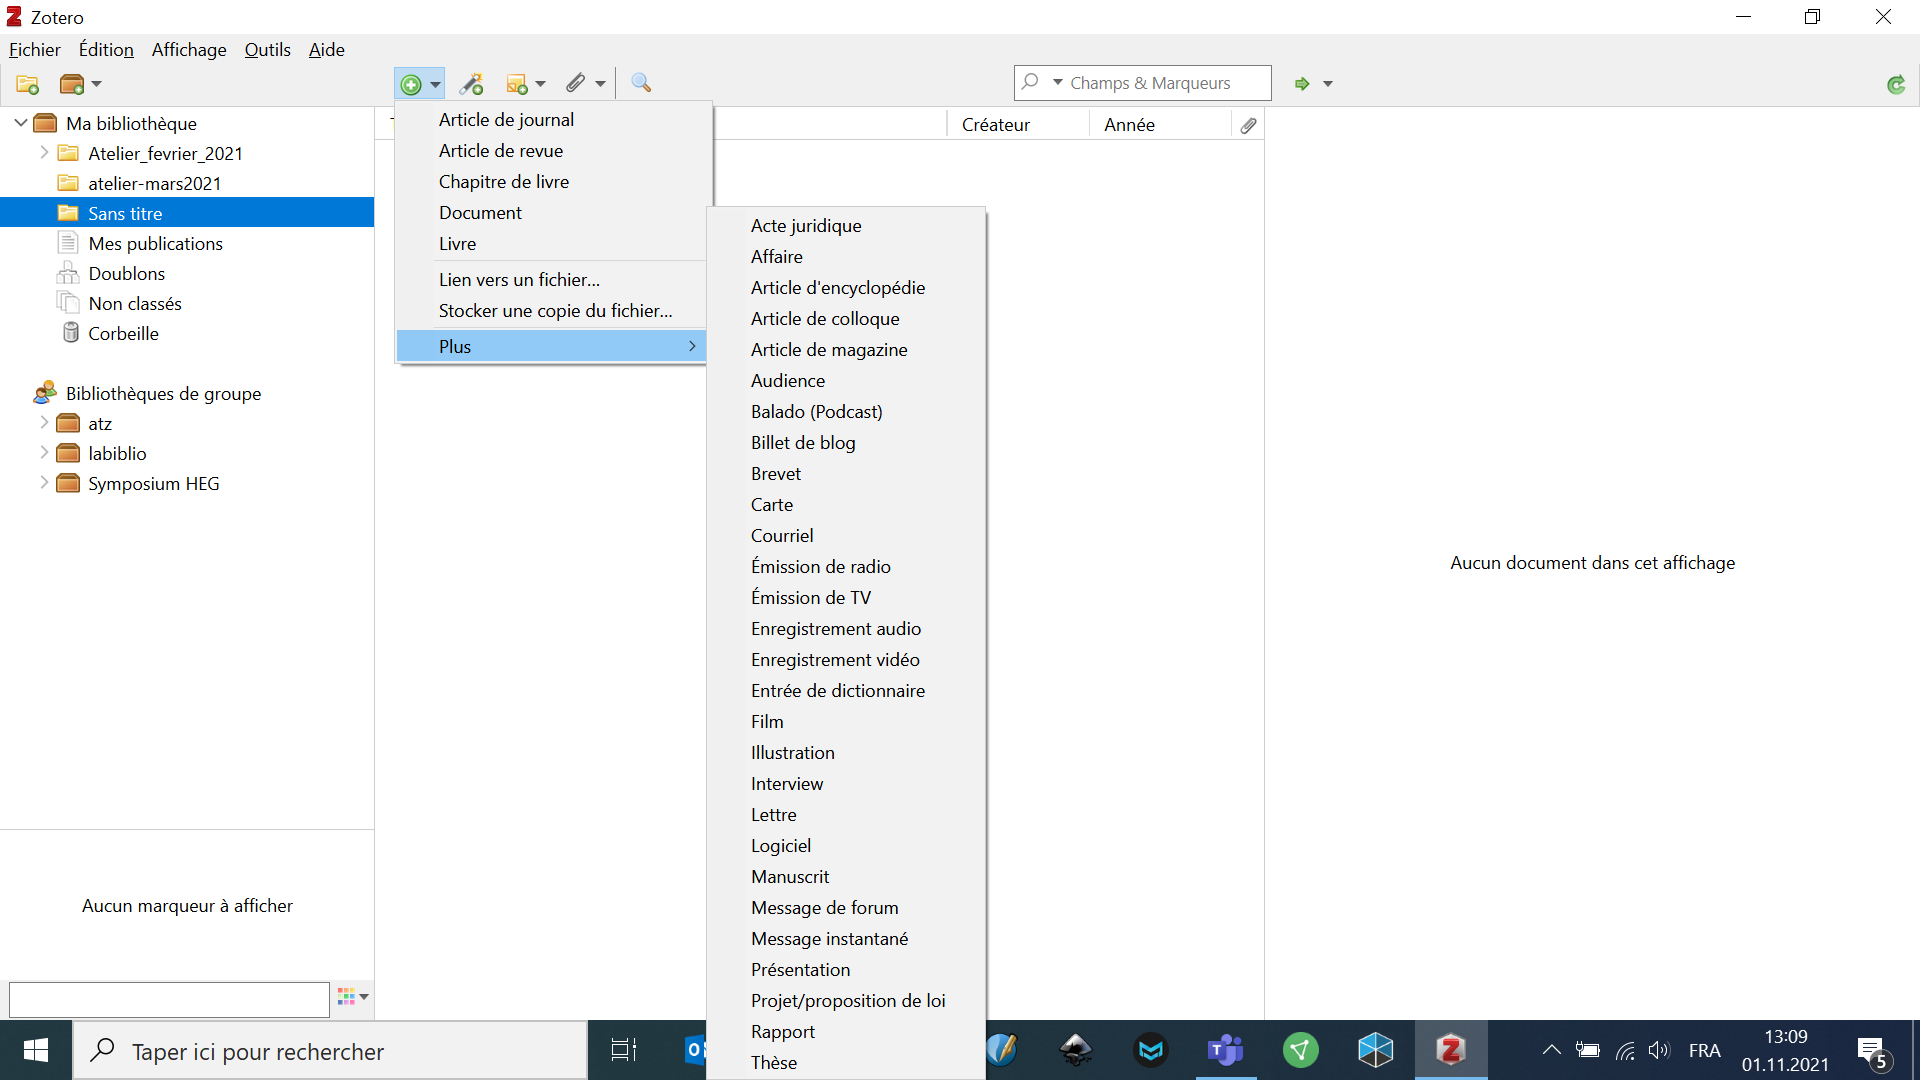 Zotero
Fichier Édition Affichage Outils Aide
Champs & Marqueurs
Ma bibliothèque
Atelier_fevrier_2021
atelier-mars2021
Sans titre
Mes publications
Doublons
Non classés
Corbeille
Bibliothèques de groupe
atz
labiblio
Symposium HEG
Aucun marqueur à afficher
Article de journal
Article de revue
Chapitre de livre
Document
Livre
Lien vers un fichier...
Stocker une copie du fichier...
Plus
Acte juridique
Affaire
Article d'encyclopédie
Article de colloque
Article de magazine
Audience
Balado (Podcast)
Billet de blog
Brevet
Carte
Courriel
Émission de radio
Émission de TV
Enregistrement audio
Enregistrement vidéo
Entrée de dictionnaire
Film
Illustration
Interview
Lettre
Logiciel
Manuscrit
Message de forum
Message instantané
Présentation
Projet/proposition de loi
Rapport
Thèse
Créateur Année
Aucun document dans cet affichage
Taper ici pour rechercher
FRA
13:09
01.11.2021
5